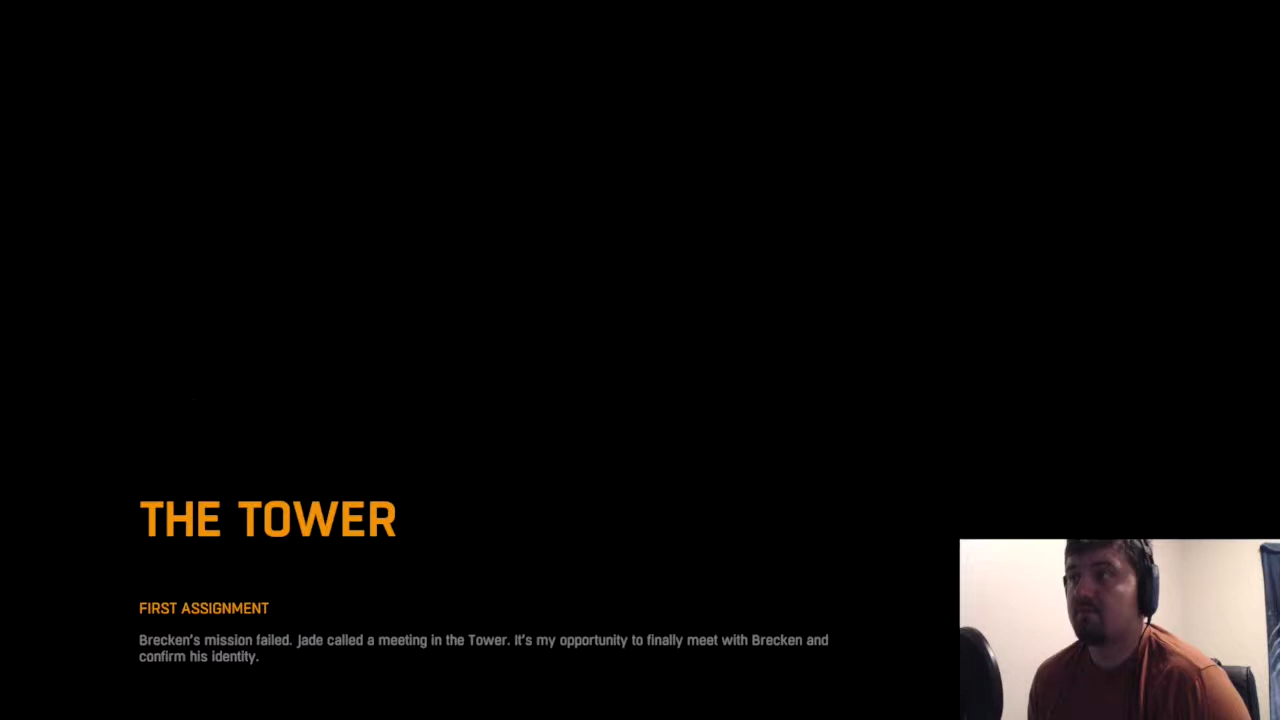 THE TOWER
FIRST ASSIGNMENT
Brecken's mission failed. Jade called a meeting in the Tower. It's my opportunity to finally meet with Brecken and
confirm his identity.